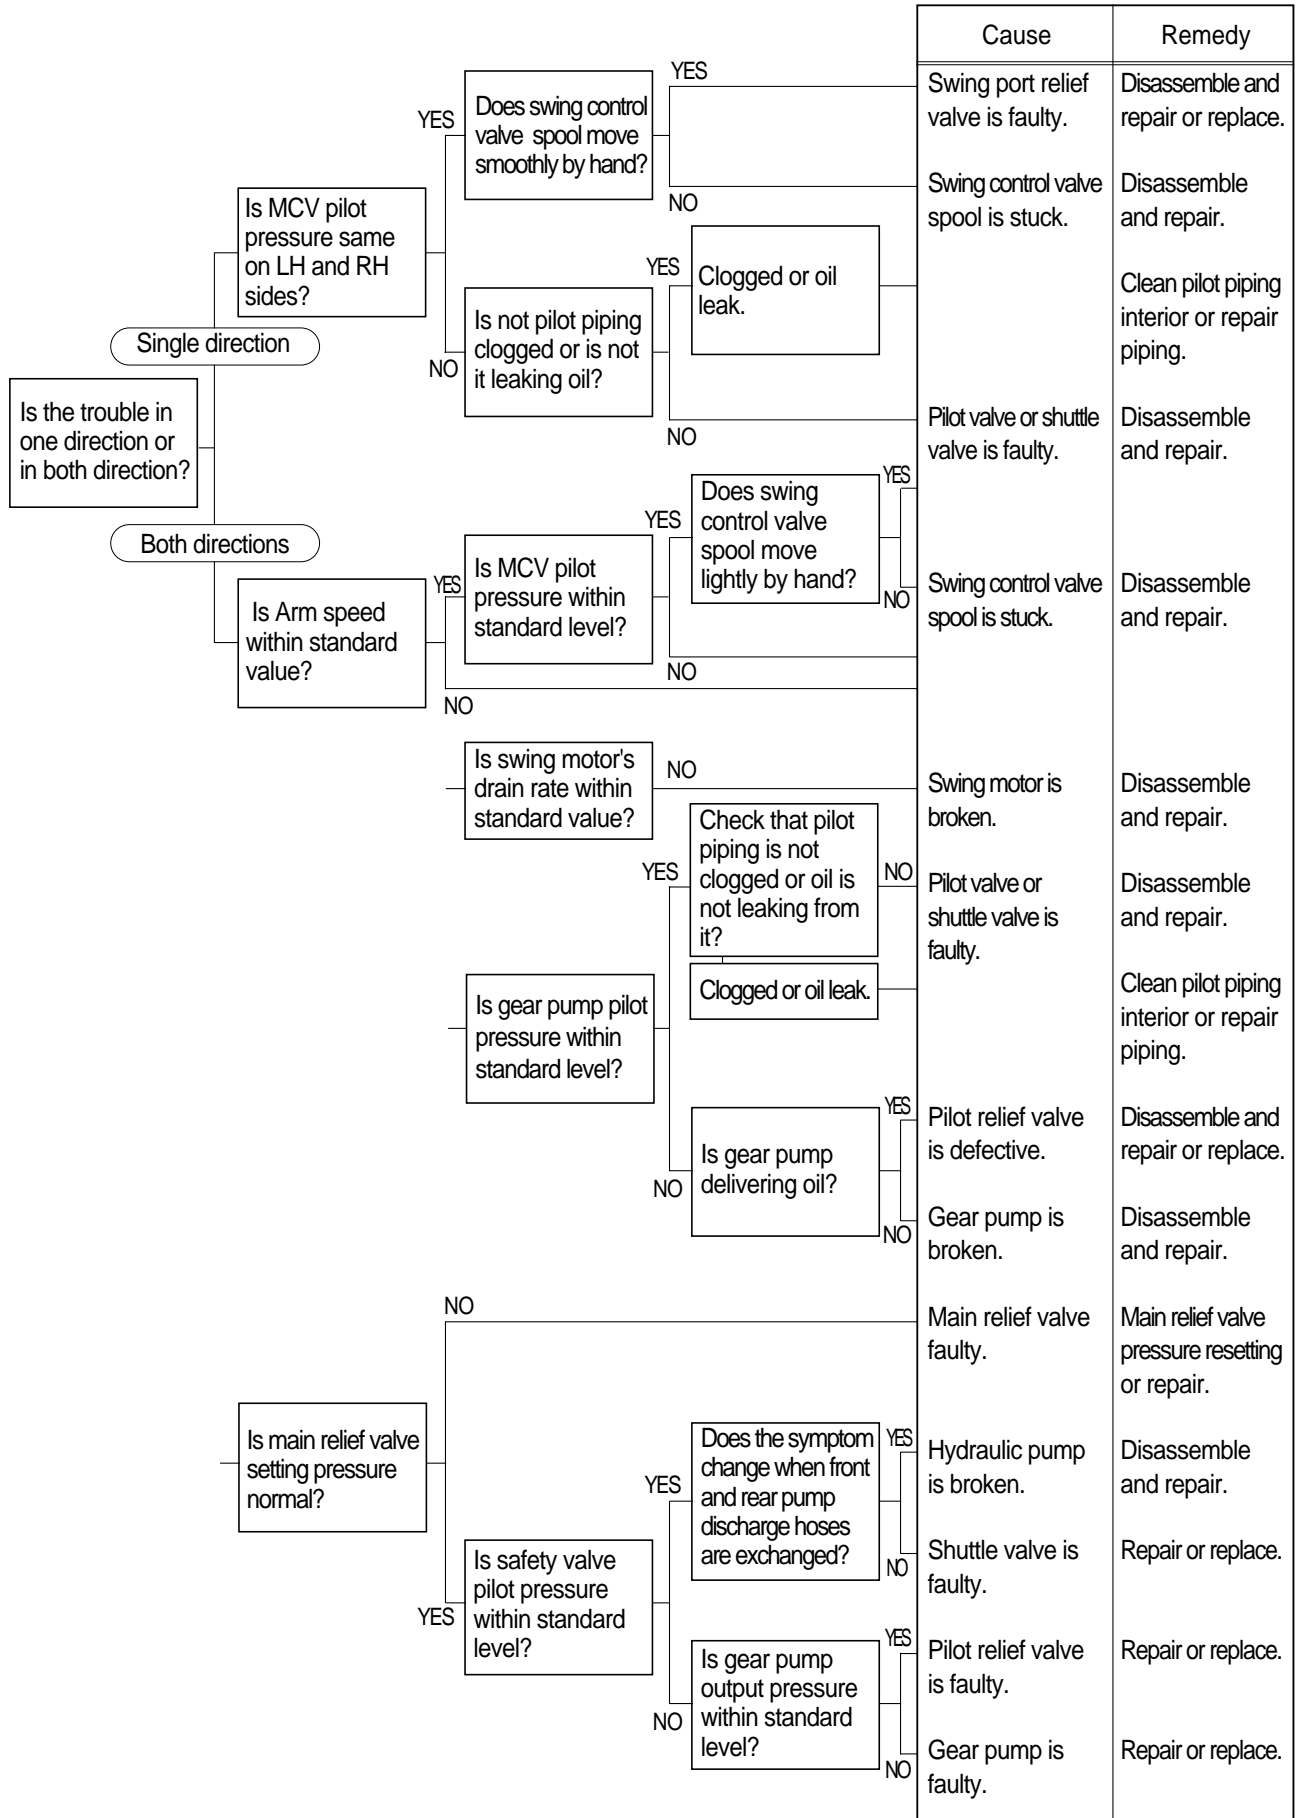 Cause
Remedy
YES
Does swing control
valve spool move
smoothly by hand?
YES
NO
Swing port relief
valve is faulty.
Disassemble and
repair or replace.
Swing control valve
spool is stuck.
Disassemble
and repair.
Is MCV pilot
pressure same
on LH and RH
sides?
Single direction
NO
Is not pilot piping
clogged or is not
it leaking oil?
YES
Clogged or oil
leak.
Clean pilot piping
interior or repair
piping.
NO
Pilot valve or shuttle
valve is faulty.
Disassemble
and repair.
Is the trouble in
one direction or
in both direction?
Both directions
Is Arm speed
within standard
value?
YES
Is MCV pilot
pressure within
standard level?
YES
Does swing
control valve
spool move
lightly by hand?
YES
NO
Swing control valve
spool is stuck.
Disassemble
and repair.
NO
NO
Is swing motor's
drain rate within
standard value?
NO
Swing motor is
broken.
Disassemble
and repair.
Is gear pump pilot
pressure within
standard level?
YES
Check that pilot
piping is not
clogged or oil is
not leaking from
it?
NO
Pilot valve or
shuttle valve is
faulty.
Disassemble
and repair.
Clogged or oil leak.
Clean pilot piping
interior or repair
piping.
NO
Is gear pump
delivering oil?
YES
Pilot relief valve
is defective.
Disassemble and
repair or replace.
NO
Gear pump is
broken.
Disassemble
and repair.
Is main relief valve
setting pressure
normal?
NO
Main relief valve
faulty.
Main relief valve
pressure resetting
or repair.
YES
Is safety valve
pilot pressure
within standard
level?
YES
Does the symptom
change when front
and rear pump
discharge hoses
are exchanged?
YES
Hydraulic pump
is broken.
Disassemble
and repair.
NO
Shuttle valve is
faulty.
Repair or replace.
NO
Is gear pump
output pressure
within standard
level?
YES
Pilot relief valve
is faulty.
Repair or replace.
NO
Gear pump is
faulty.
Repair or replace.